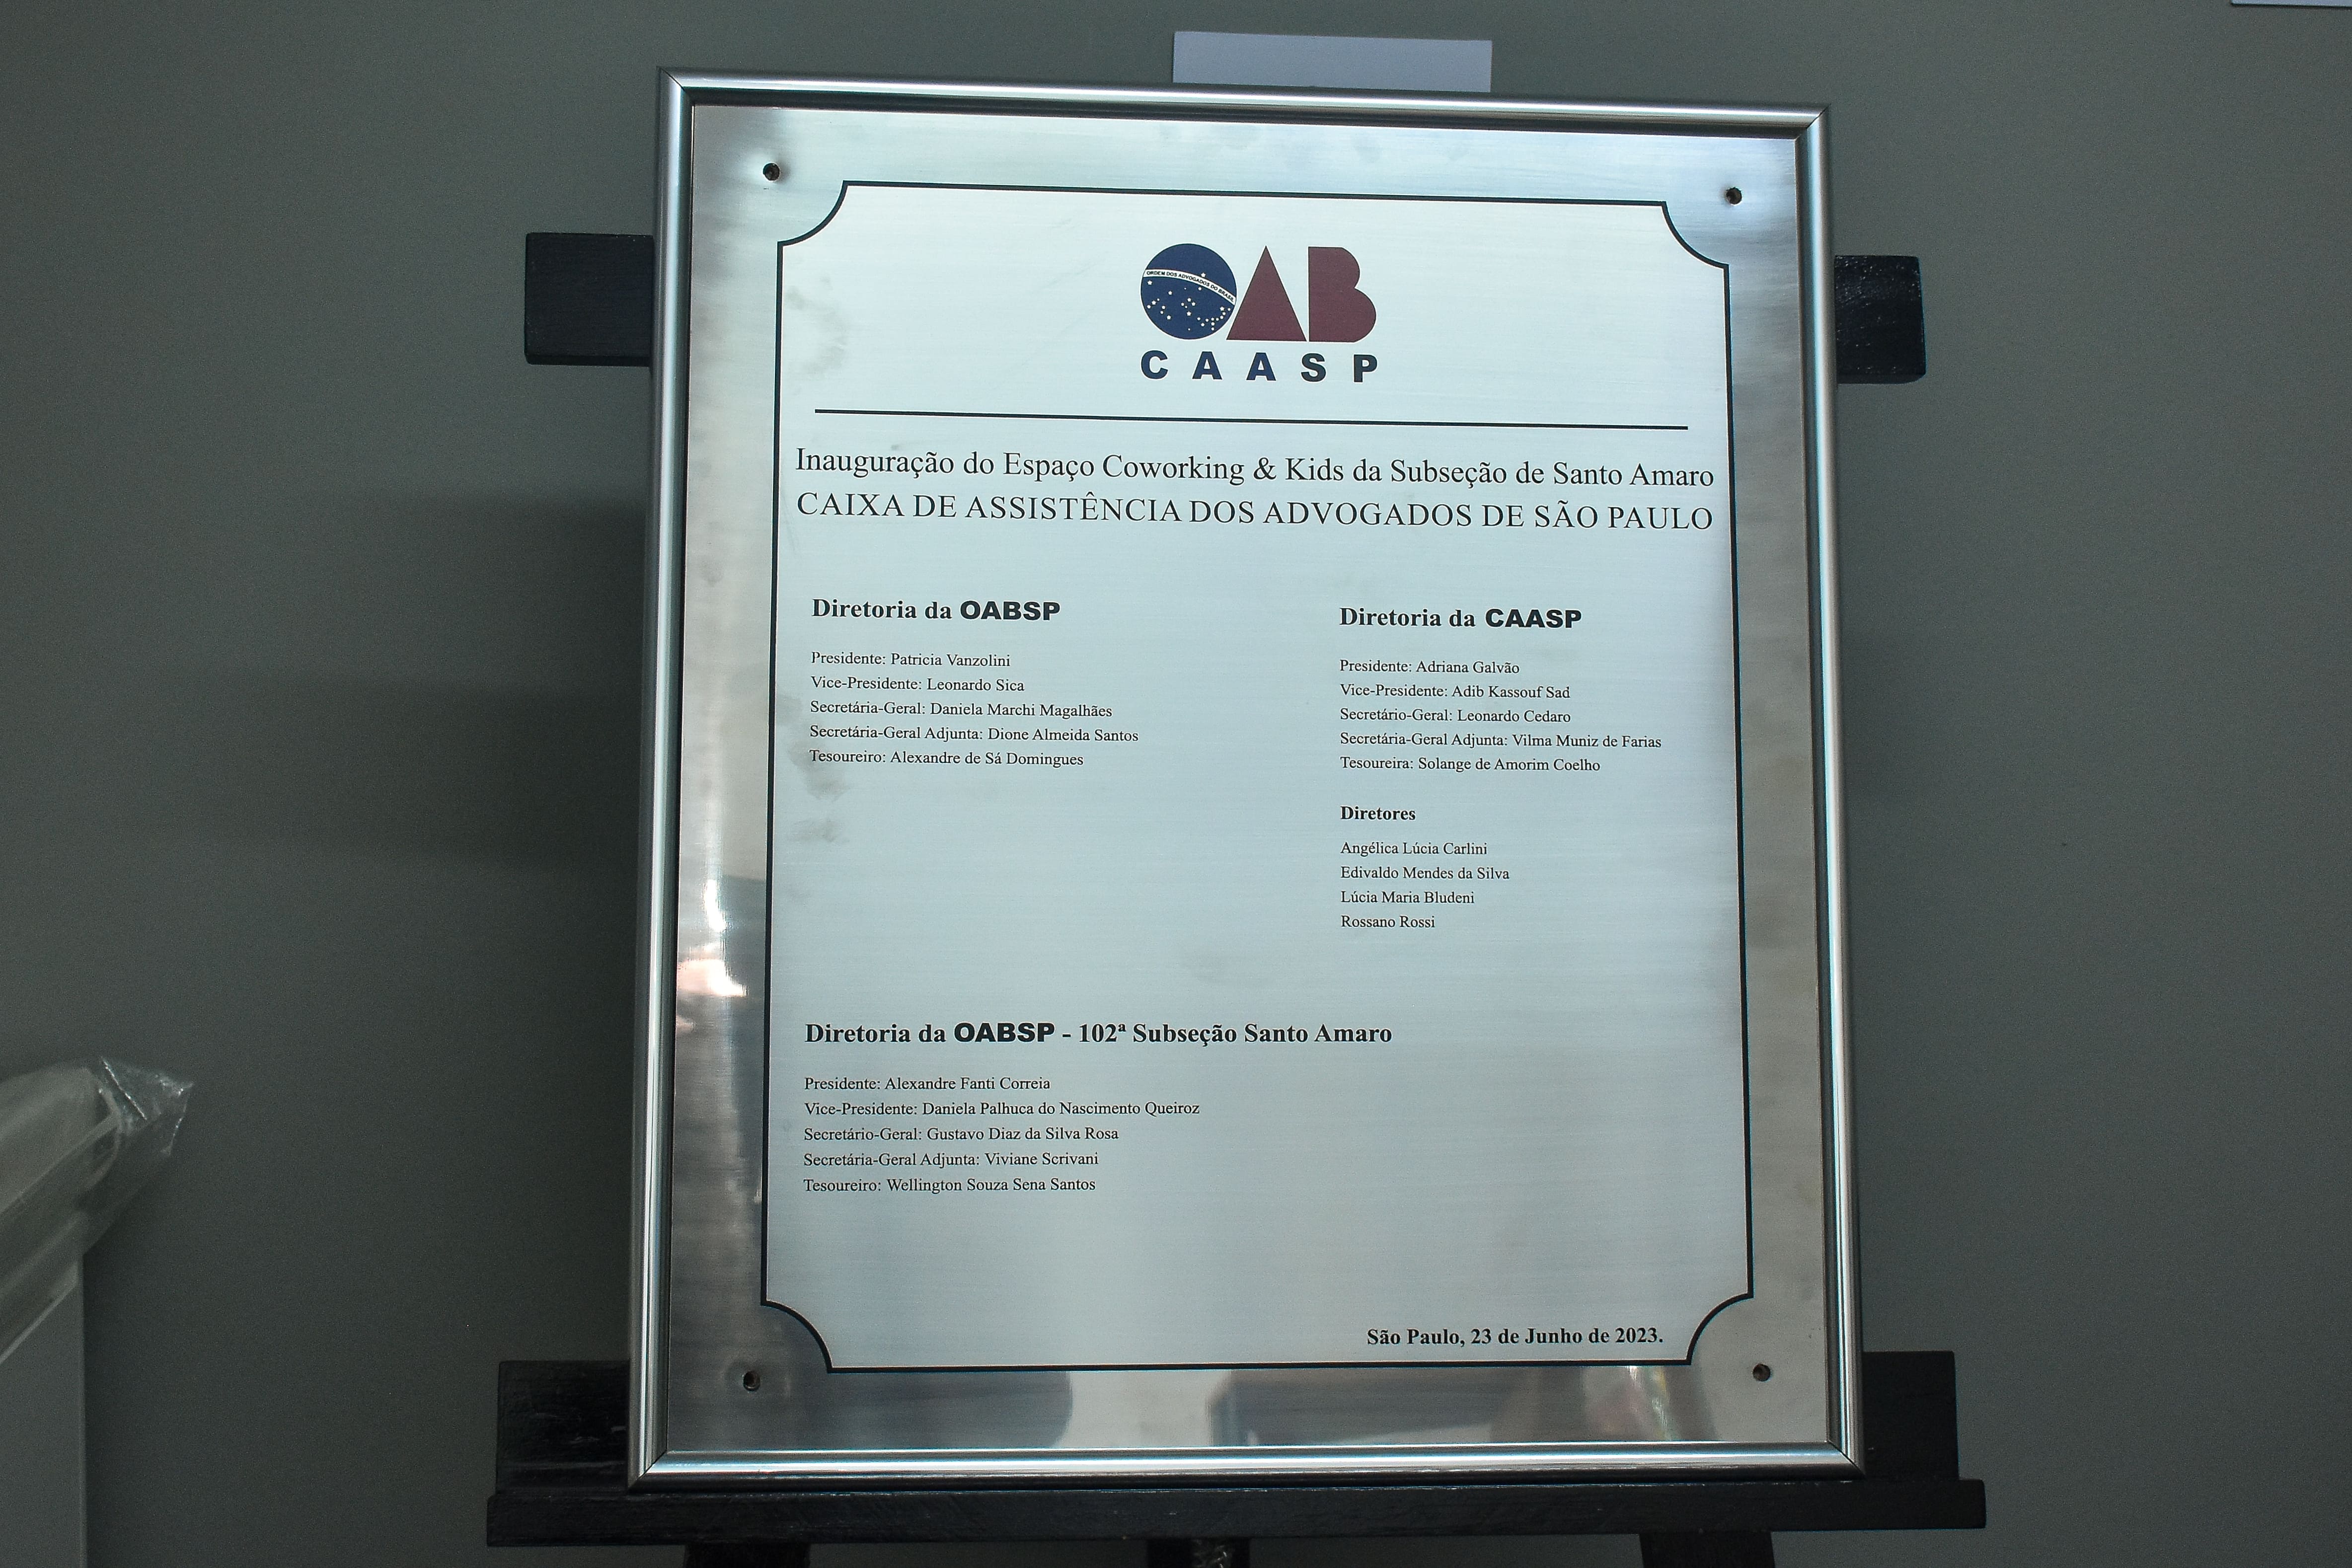 ORDEM DOS ADVOGADOS DO BRASIL
OAB
CAASP
Inauguração do Espaço Coworking & Kids da Subseção de Santo Amaro
CAIXA DE ASSISTÊNCIA DOS ADVOGADOS DE SÃO PAULO
Diretoria da OABSP
Presidente: Patricia Vanzolini
Vice-Presidente: Leonardo Sica
Secretária-Geral: Daniela Marchi Magalhães
Secretária-Geral Adjunta: Dione Almeida Santos
Tesoureiro: Alexandre de Sá Domingues
Diretoria da CAASP
Presidente: Adriana Galvão
Vice-Presidente: Adib Kassouf Sad
Secretário-Geral: Leonardo Cedaro
Secretária-Geral Adjunta: Vilma Muniz de Farias
Tesoureira: Solange de Amorim Coelho
Diretores
Angélica Lúcia Carlini
Edivaldo Mendes da Silva
Lúcia Maria Bludeni
Rossano Rossi
Diretoria da OABSP - 102ª Subseção Santo Amaro
Presidente: Alexandre Fanti Correia
Vice-Presidente: Daniela Palhuca do Nascimento Queiroz
Secretário-Geral: Gustavo Diaz da Silva Rosa
Secretária-Geral Adjunta: Viviane Scrivani
Tesoureiro: Wellington Souza Sena Santos
São Paulo, 23 de Junho de 2023.